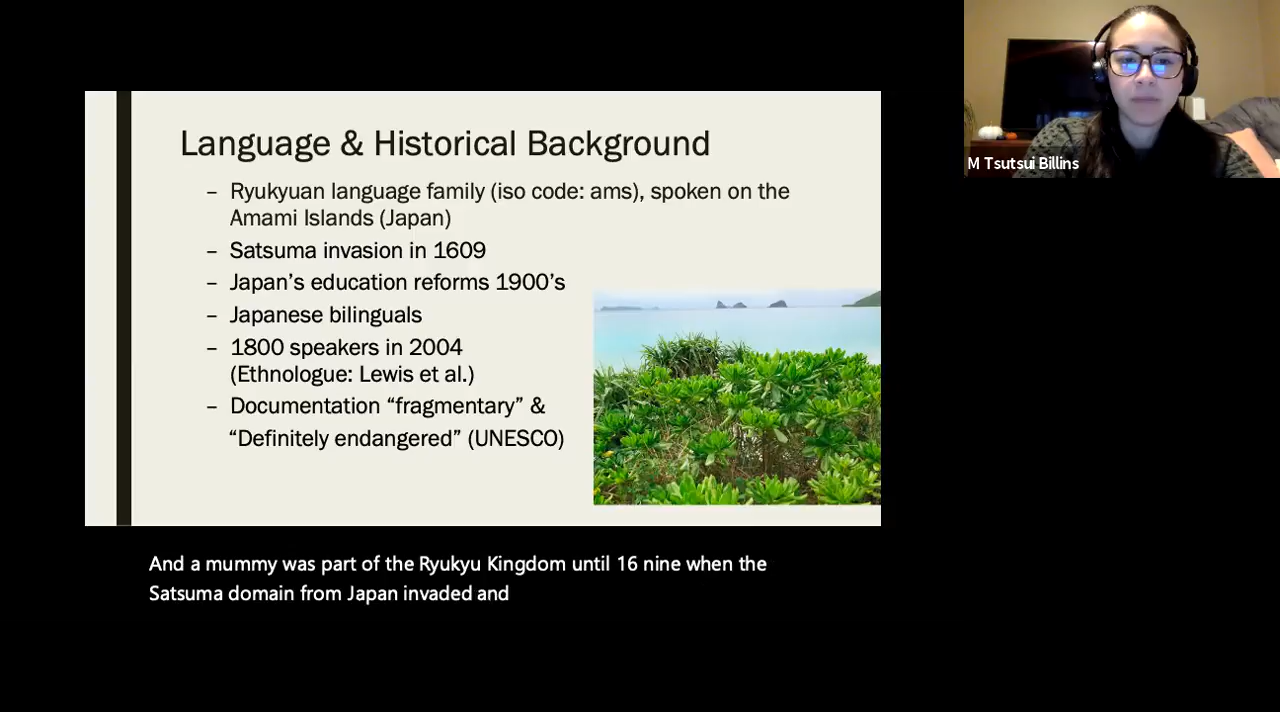 Language & Historical Background
– Ryukyuan language family (iso code: ams), spoken on the
Amami Islands (Japan)
– Satsuma invasion in 1609
– Japan’s education reforms 1900’s
– Japanese bilinguals
– 1800 speakers in 2004
(Ethnologue: Lewis et al.)
– Documentation “fragmentary” &
“Definitely endangered” (UNESCO)
M Tsutsui Billins
And a mummy was part of the Ryukyu Kingdom until 16 nine when the
Satsuma domain from Japan invaded and